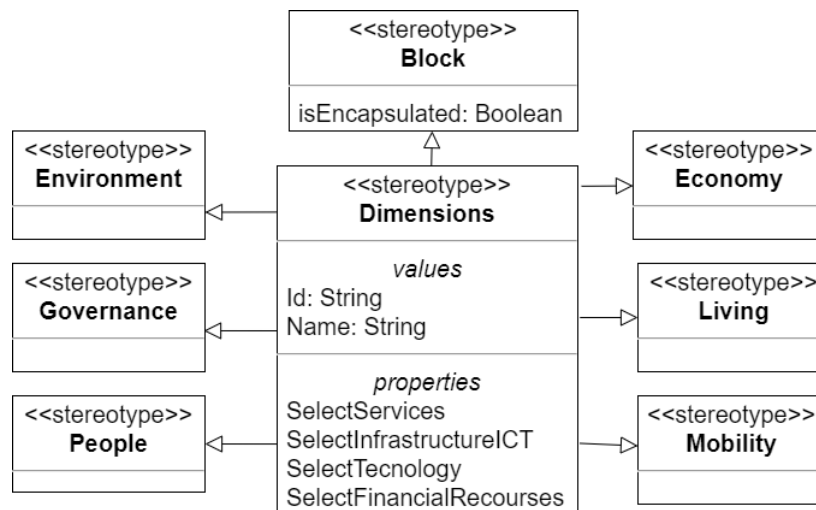 <<stereotype>>
Block
isEncapsulated: Boolean
<<stereotype>>
Environment
<<stereotype>>
Governance
<<stereotype>>
People
<<stereotype>>
Dimensions
values
Id: String
Name: String
properties
SelectServices
SelectInfrastructureICT
SelectTecnology
SelectFinancialRecourses
<<stereotype>>
Economy
<<stereotype>>
Living
<<stereotype>>
Mobility